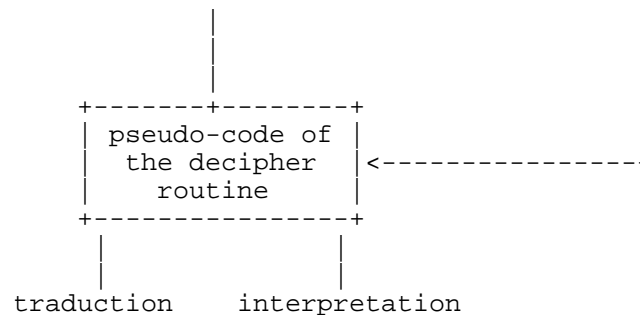 pseudo-code of
the decipher
routine
traduction interpretation